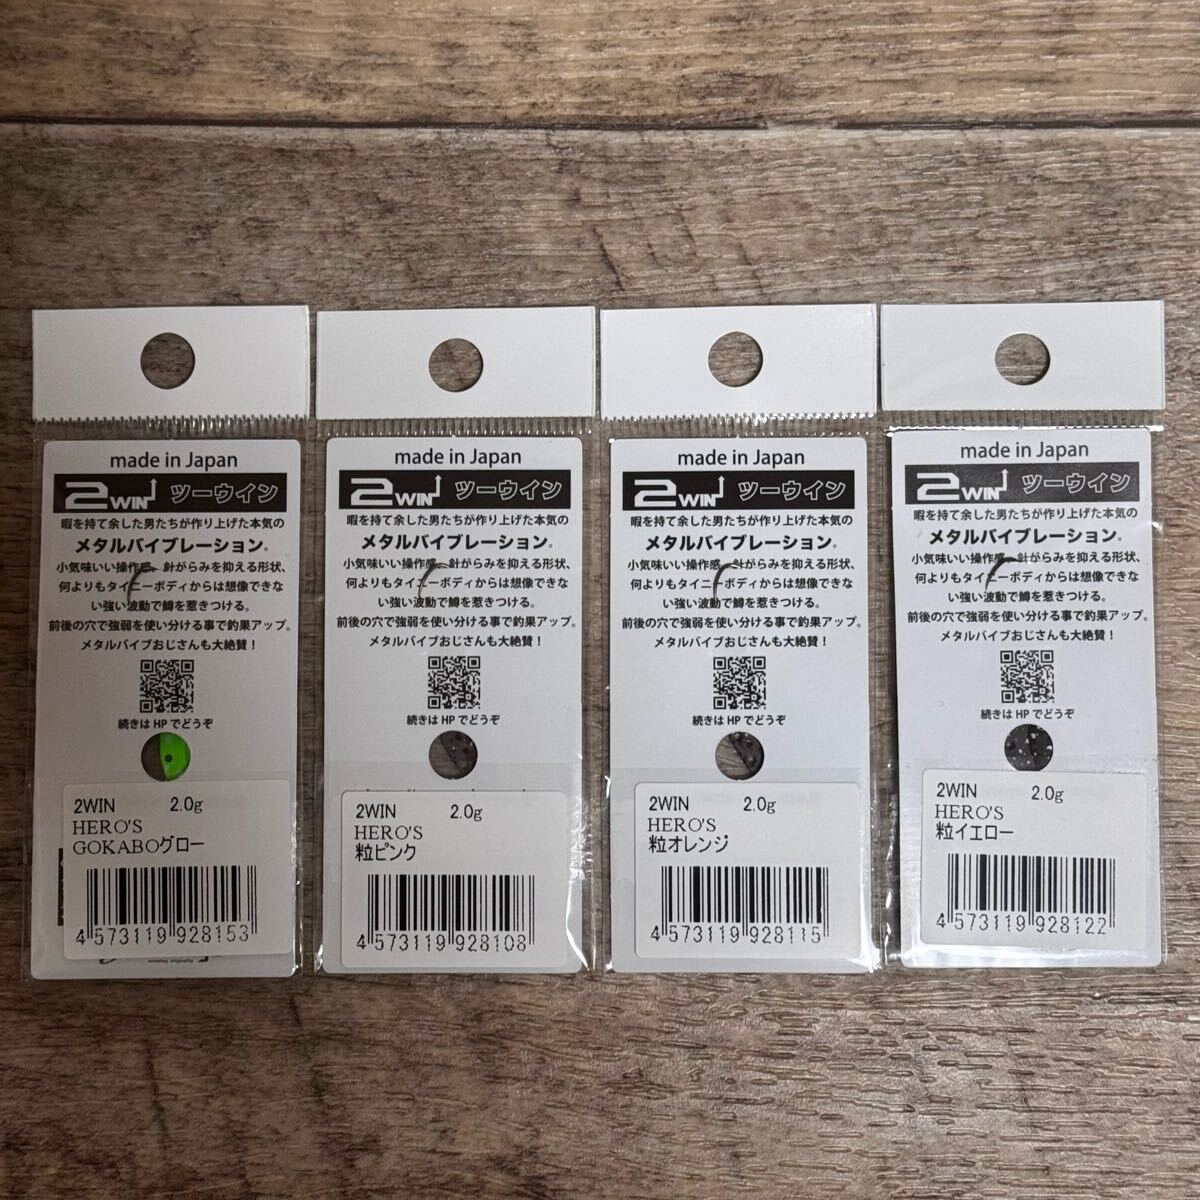 made in Japan
2WIN ツーウイン
暇を持て余した男たちが作り上げた本気の
メタルバイブレーション。
小気味いい操作感、針がらみを抑える形状、
何よりもタイニーボディからは想像できな
い強い波動で鱒を惹きつける。
前後の穴で強弱を使い分ける事で釣果アップ。
メタルバイブおじさんも大絶賛！
続きは HP でどうぞ
2WIN 2.0g
HERO'S
GOKABOグロー
4 573119 928153
made in Japan
2WIN ツーウイン
暇を持て余した男たちが作り上げた本気の
メタルバイブレーション。
小気味いい操作感、針がらみを抑える形状、
何よりもタイニーボディからは想像できな
い強い波動で鱒を惹きつける。
前後の穴で強弱を使い分ける事で釣果アップ。
メタルバイブおじさんも大絶賛！
続きは HP でどうぞ
2WIN 2.0g
HERO'S
粒ピンク
4 573119 928108
made in Japan
2WIN ツーウイン
暇を持て余した男たちが作り上げた本気の
メタルバイブレーション。
小気味いい操作感、針がらみを抑える形状、
何よりもタイニーボディからは想像できな
い強い波動で鱒を惹きつける。
前後の穴で強弱を使い分ける事で釣果アップ。
メタルバイブおじさんも大絶賛！
続きは HP でどうぞ
2WIN 2.0g
HERO'S
粒オレンジ
4 573119 928115
made in Japan
2WIN ツーウイン
暇を持て余した男たちが作り上げた本気の
メタルバイブレーション。
小気味いい操作感、針がらみを抑える形状、
何よりもタイニーボディからは想像できな
い強い波動で鱒を惹きつける。
前後の穴で強弱を使い分ける事で釣果アップ。
メタルバイブおじさんも大絶賛！
続きは HP でどうぞ
2WIN 2.0g
HERO'S
粒イエロー
4 573119 928122